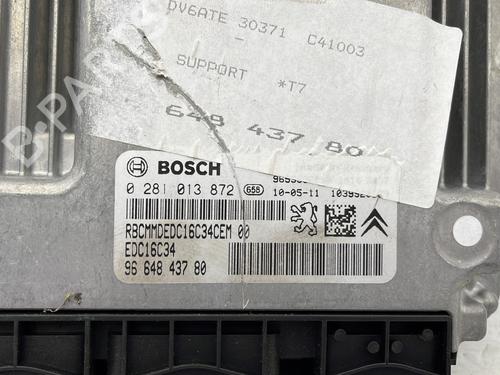 DV6ATE 30371 C41003
SUPPORT *T7
648 437 80
BOSCH
0 281 013 872 658 10-05-11
RBCMMDEDC16C34CEM 00
EDC16C34
96 648 437 80